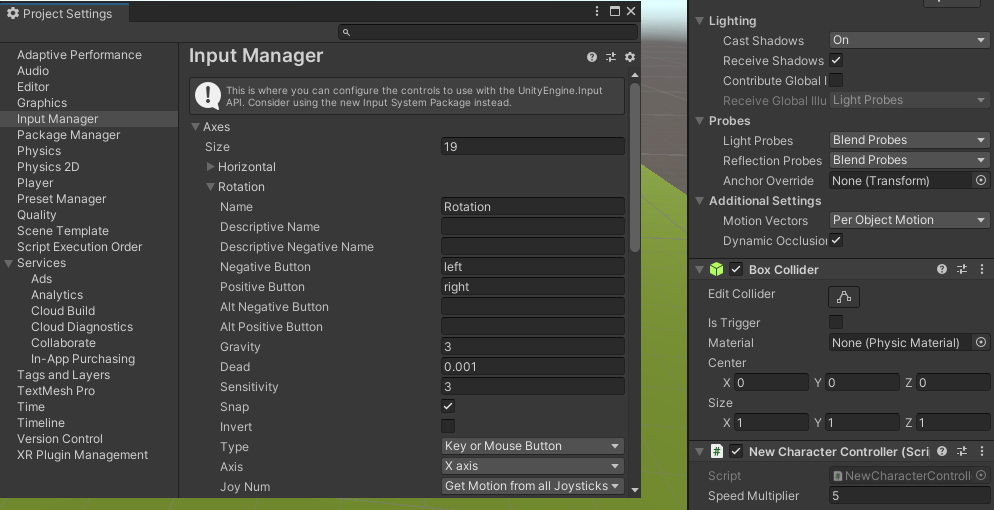 Project Settings
Adaptive Performance
Audio
Editor
Graphics
Input Manager
Package Manager
Physics
Physics 2D
Player
Preset Manager
Quality
Scene Template
Script Execution Order
Services
Ads
Analytics
Cloud Build
Cloud Diagnostics
Collaborate
In-App Purchasing
Tags and Layers
TextMesh Pro
Time
Timeline
Version Control
XR Plugin Management
Input Manager
This is where you can configure the controls to use with the UnityEngine.Input
API. Consider using the new Input System Package instead.
Axes
Size 19
Horizontal
Rotation
Name Rotation
Descriptive Name
Descriptive Negative Name
Negative Button left
Positive Button right
Alt Negative Button
Alt Positive Button
Gravity 3
Dead 0.001
Sensitivity 3
Snap
Invert
Type Key or Mouse Button
Axis X axis
Joy Num Get Motion from all Joysticks
Lighting
Cast Shadows On
Receive Shadows
Contribute Global I
Receive Global Illu Light Probes
Probes
Light Probes Blend Probes
Reflection Probes Blend Probes
Anchor Override None (Transform)
Additional Settings
Motion Vectors Per Object Motion
Dynamic Occlusion
Box Collider
Edit Collider
Is Trigger
Material None (Physic Material)
Center
X 0 Y 0 Z 0
Size
X 1 Y 1 Z 1
# New Character Controller (Scri
Script # NewCharacterControll
Speed Multiplier 5